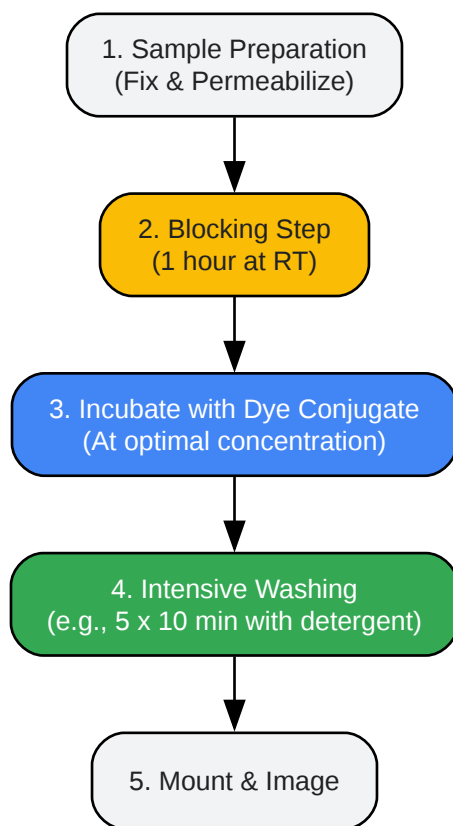 1. Sample Preparation
(Fix & Permeabilize)
2. Blocking Step
(1 hour at RT)
3. Incubate with Dye Conjugate
(At optimal concentration)
4. Intensive Washing
(e.g., 5 x 10 min with detergent)
5. Mount & Image